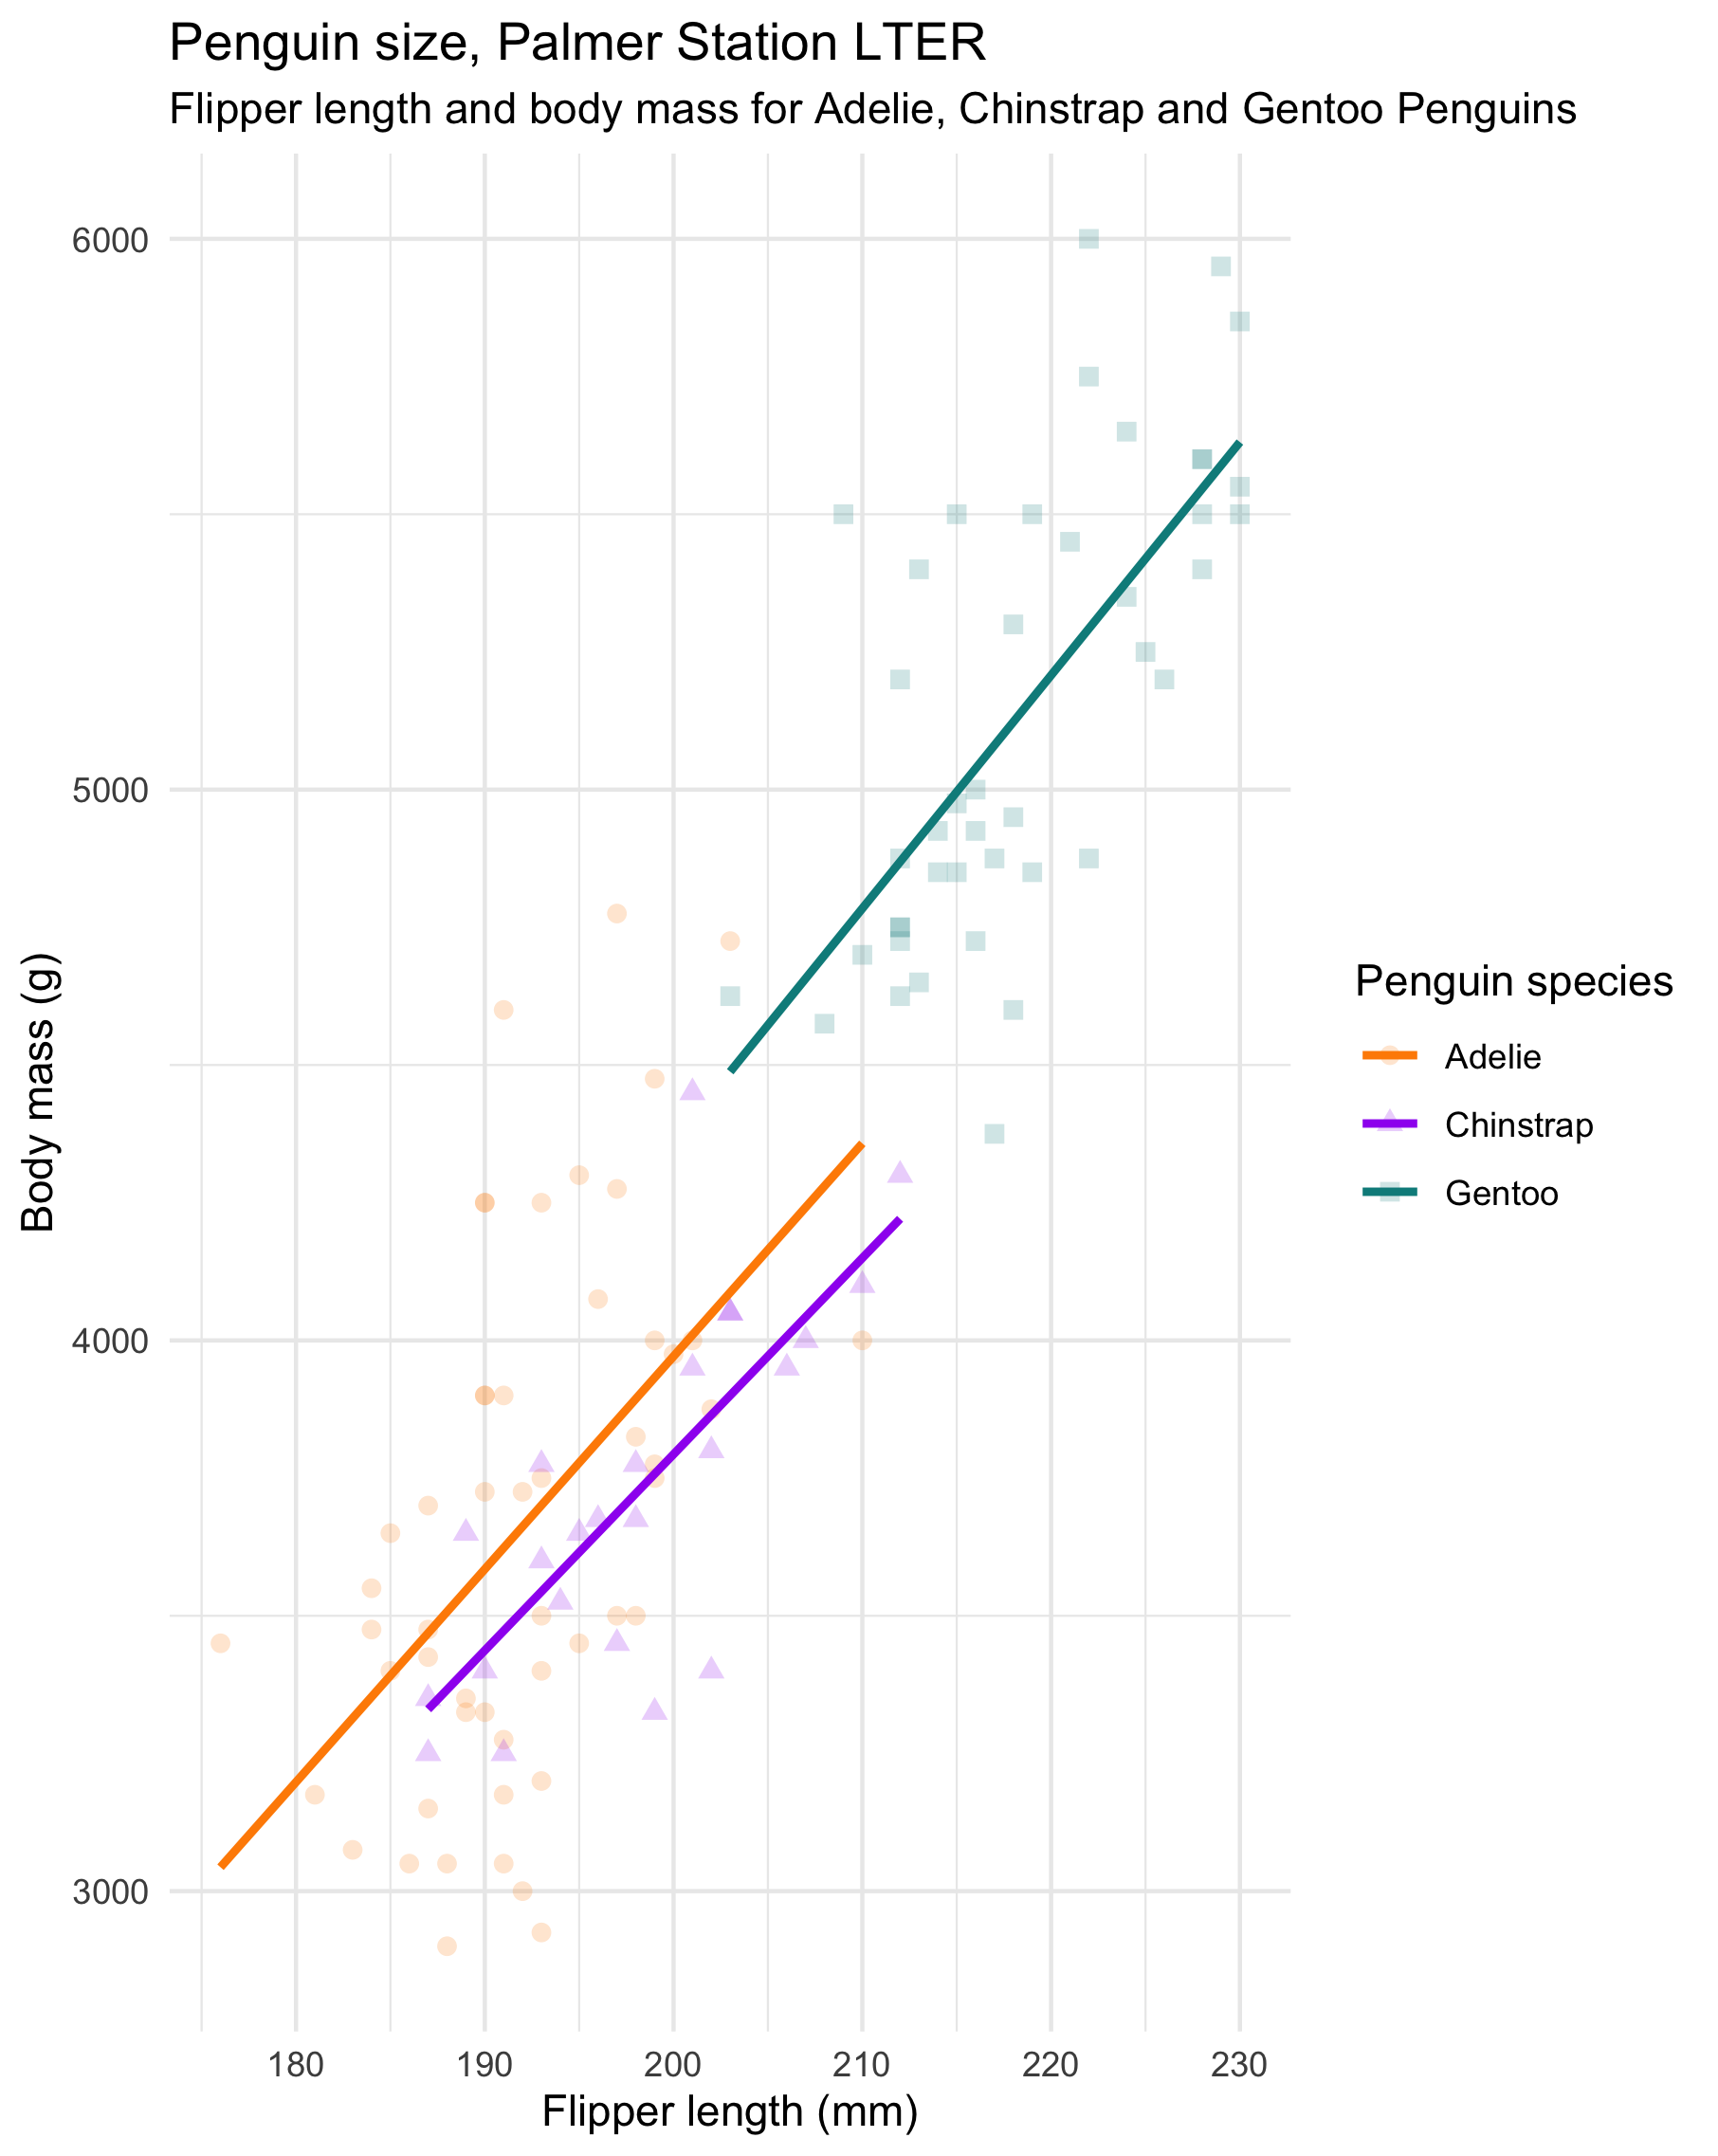 Penguin size, Palmer Station LTER
Flipper length and body mass for Adelie, Chinstrap and Gentoo Penguins
6000
5000
4000
3000
Body mass (g)
180 190 200 210 220 230
Flipper length (mm)
Penguin species
Adelie
Chinstrap
Gentoo